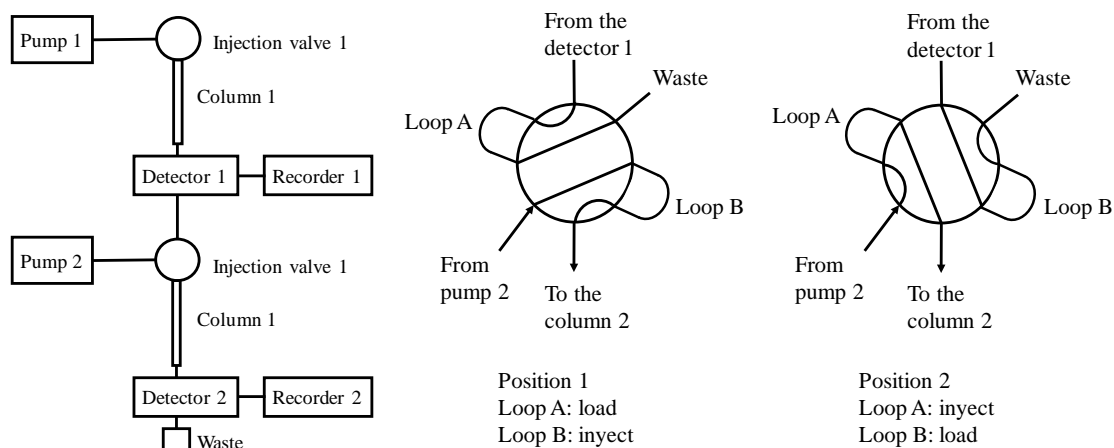 Pump 1
Injection valve 1
Column 1
Detector 1
Recorder 1
Pump 2
Injection valve 1
Column 1
Detector 2
Recorder 2
Waste
From the
detector 1
Waste
Loop A
Loop B
From
pump 2
To the
column 2
Position 1
Loop A: load
Loop B: inyect
From the
detector 1
Waste
Loop A
Loop B
From
pump 2
To the
column 2
Position 2
Loop A: inyect
Loop B: load